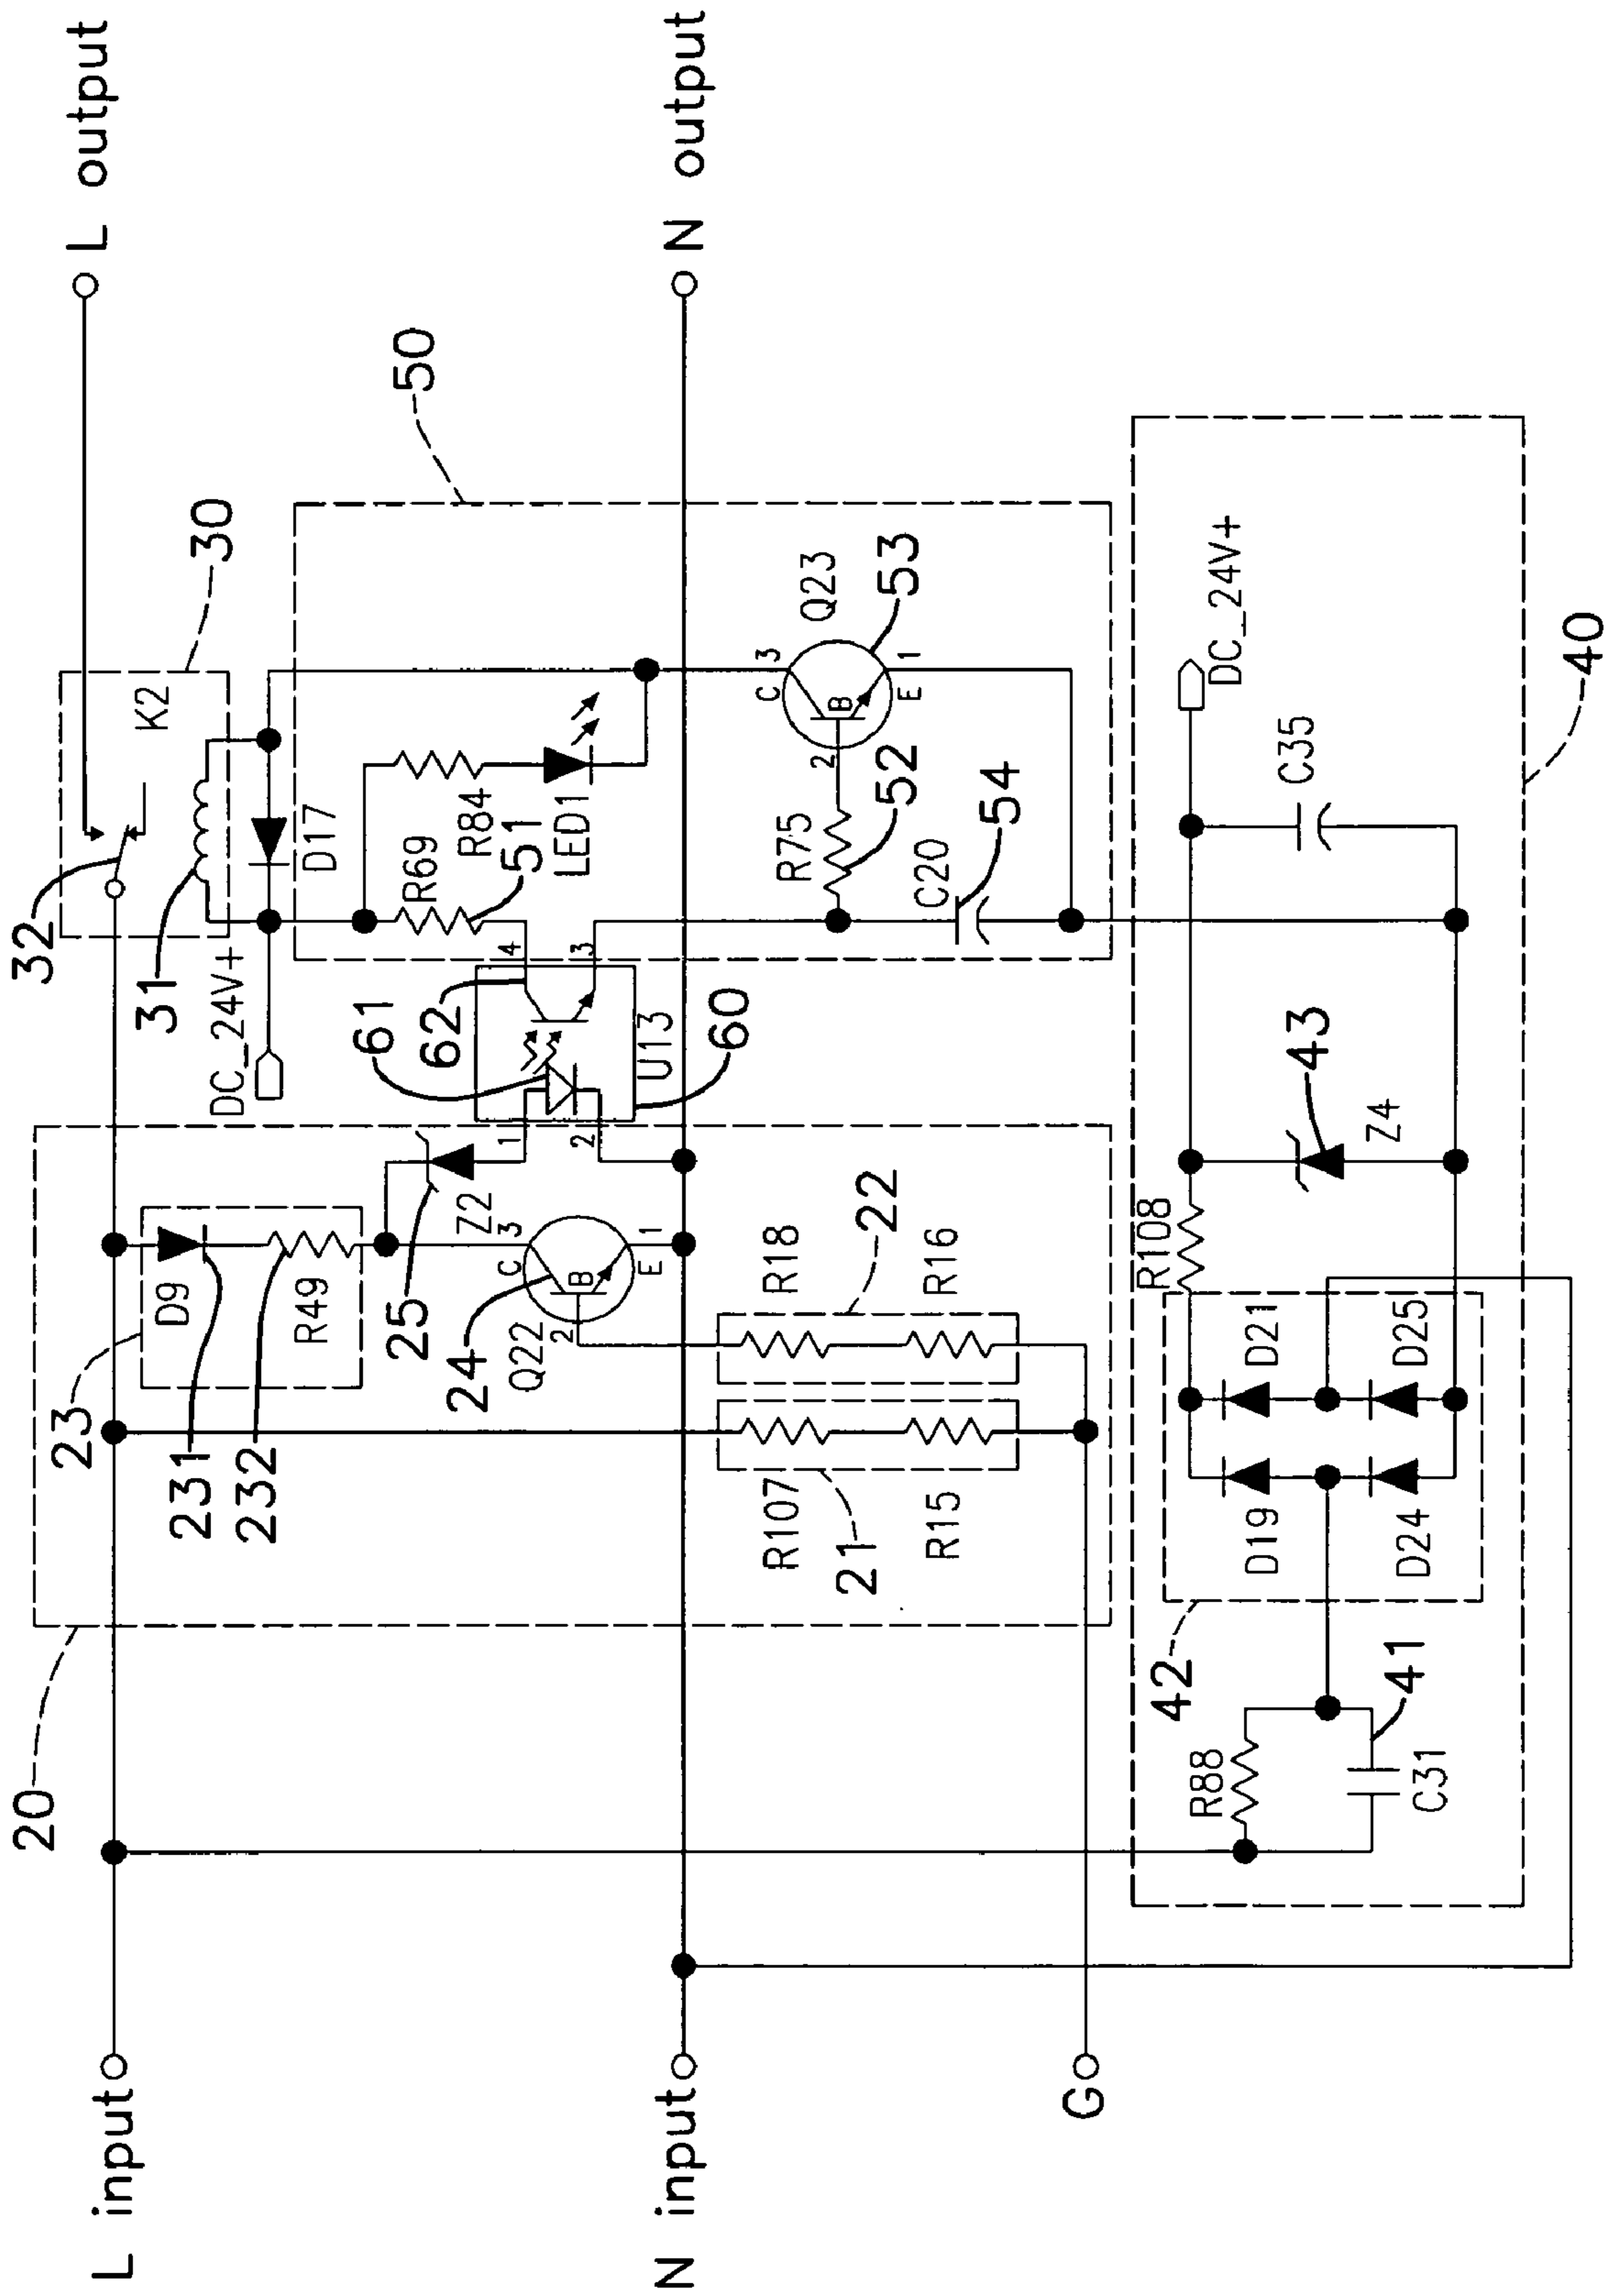 L input
N input
G
L output
N output
20
23
231
232
D9
R49
25
Z2
24
Q22
C
3
B
2
E
1
22
R18
R16
21
R107
R15
32
31
30
K2
DC_24V+
D17
50
R69
51
R84
LED1
61
62
60
U13
1
2
4
3
R75
52
Q23
53
C
3
B
2
E
1
C20
54
40
41
R88
C31
42
D19
D24
D21
D25
R108
43
Z4
C35
DC_24V+